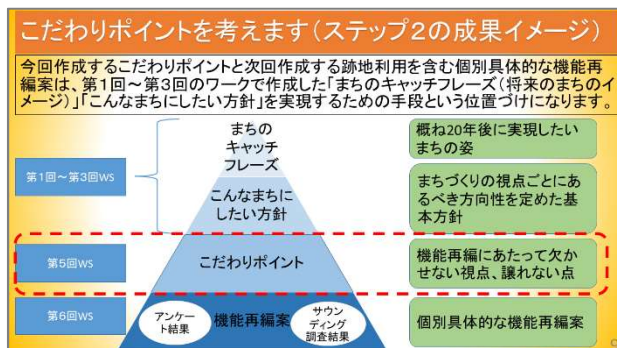 こだわりポイントを考えます（ステップ２の成果イメージ）
今回作成するこだわりポイントと次回作成する跡地利用を含む個別具体的な機能再
編案は、第１回～第３回のワークで作成した「まちのキャッチフレーズ（将来のまちのイ
メージ）」「こんなまちにしたい方針」を実現するための手段という位置づけになります。
まちの
キャッチ
フレーズ
概ね20年後に実現したい
まちの姿
第１回～第３回WS
こんなまちに
したい方針
まちづくりの視点ごとにあ
るべき方向性を定めた基
本方針
第５回WS
こだわりポイント
機能再編にあたって欠か
せない視点、譲れない点
第６回WS
アンケー
ト結果
機能再編案
サウン
ディング
調査結果
個別具体的な機能再編案